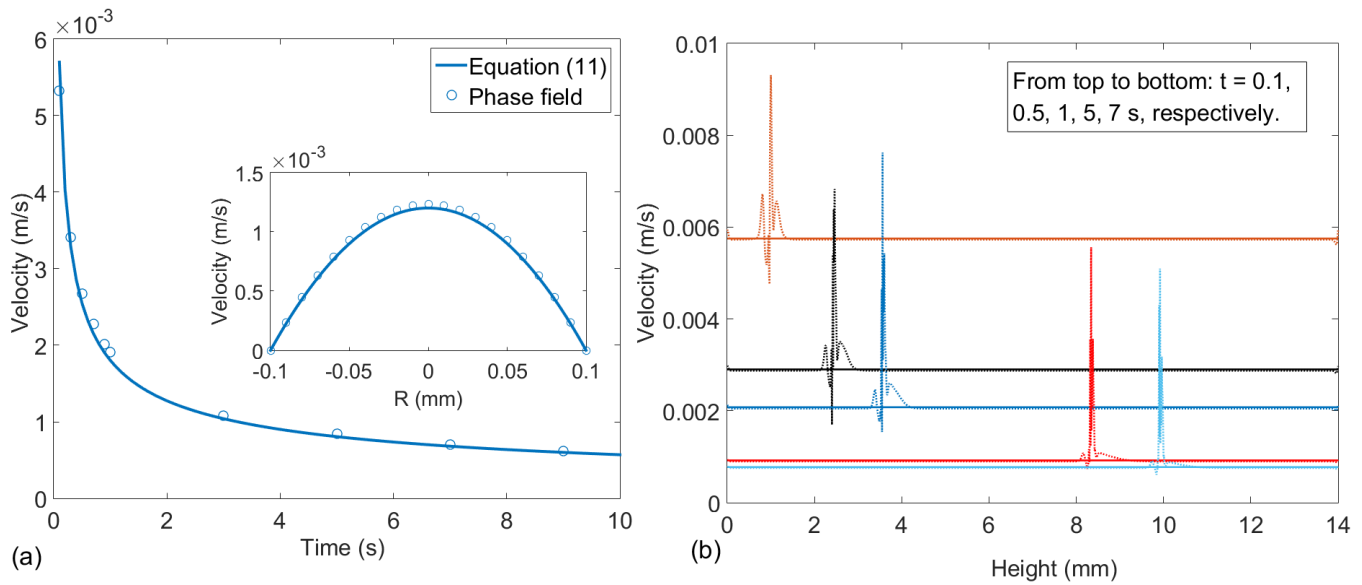 ×10⁻³
6
5
4
3
2
1
0
Velocity (m/s)
0 2 4 6 8 10
Time (s)
(a)
Equation (11)
Phase field
×10⁻³
1.5
1
0.5
0
Velocity (m/s)
-0.1 -0.05 0 0.05 0.1
R (mm)
0.01
0.008
0.006
0.004
0.002
0
Velocity (m/s)
From top to bottom: t = 0.1,
0.5, 1, 5, 7 s, respectively.
0 2 4 6 8 10 12 14
Height (mm)
(b)